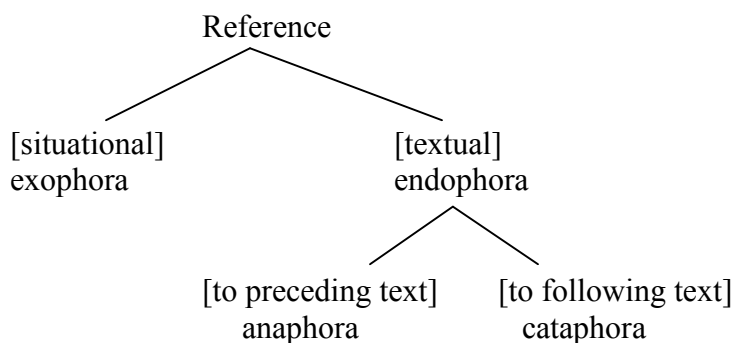 Reference
[situational]
exophora
[textual]
endophora
[to preceding text]
anaphora
[to following text]
cataphora